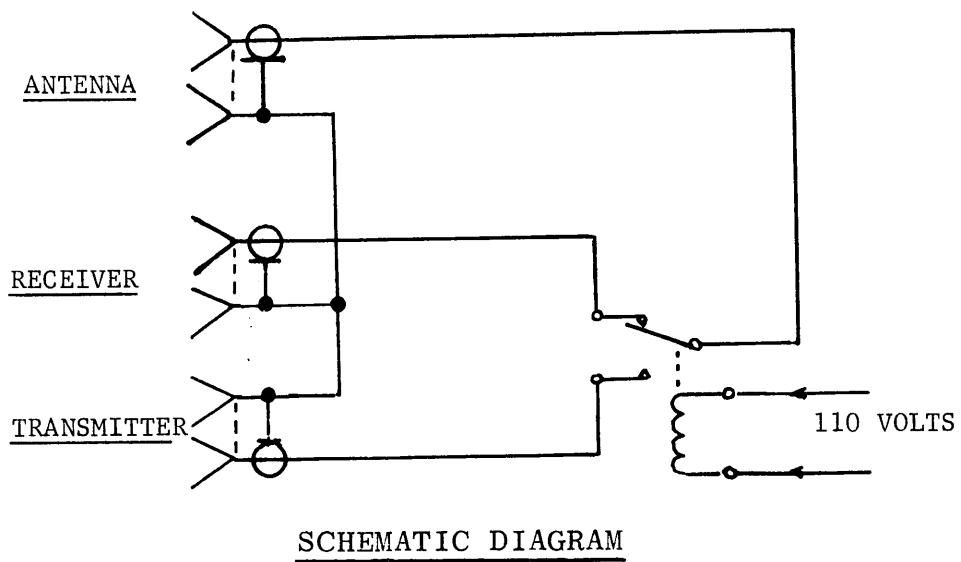 ANTENNA
RECEIVER
TRANSMITTER
110 VOLTS
SCHEMATIC DIAGRAM